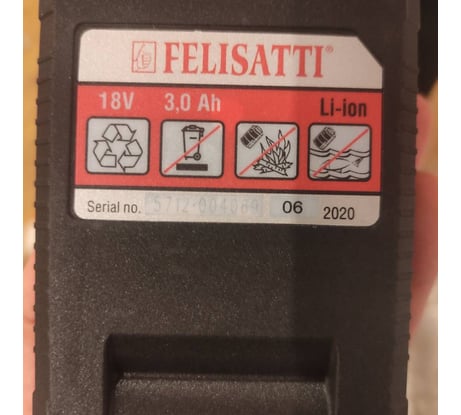 FELISATTI®
18V 3,0 Ah Li-ion
Serial no. 5712·004089 06 2020